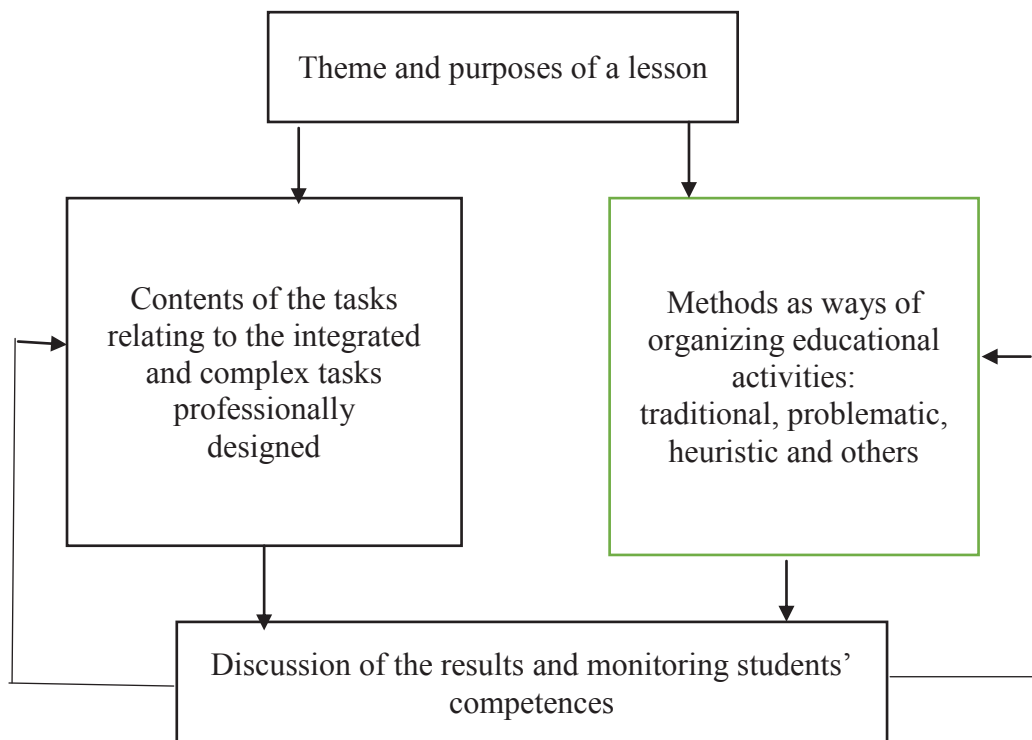 Theme and purposes of a lesson
Contents of the tasks
relating to the integrated
and complex tasks
professionally
designed
Methods as ways of
organizing educational
activities:
traditional, problematic,
heuristic and others
Discussion of the results and monitoring students’
competences